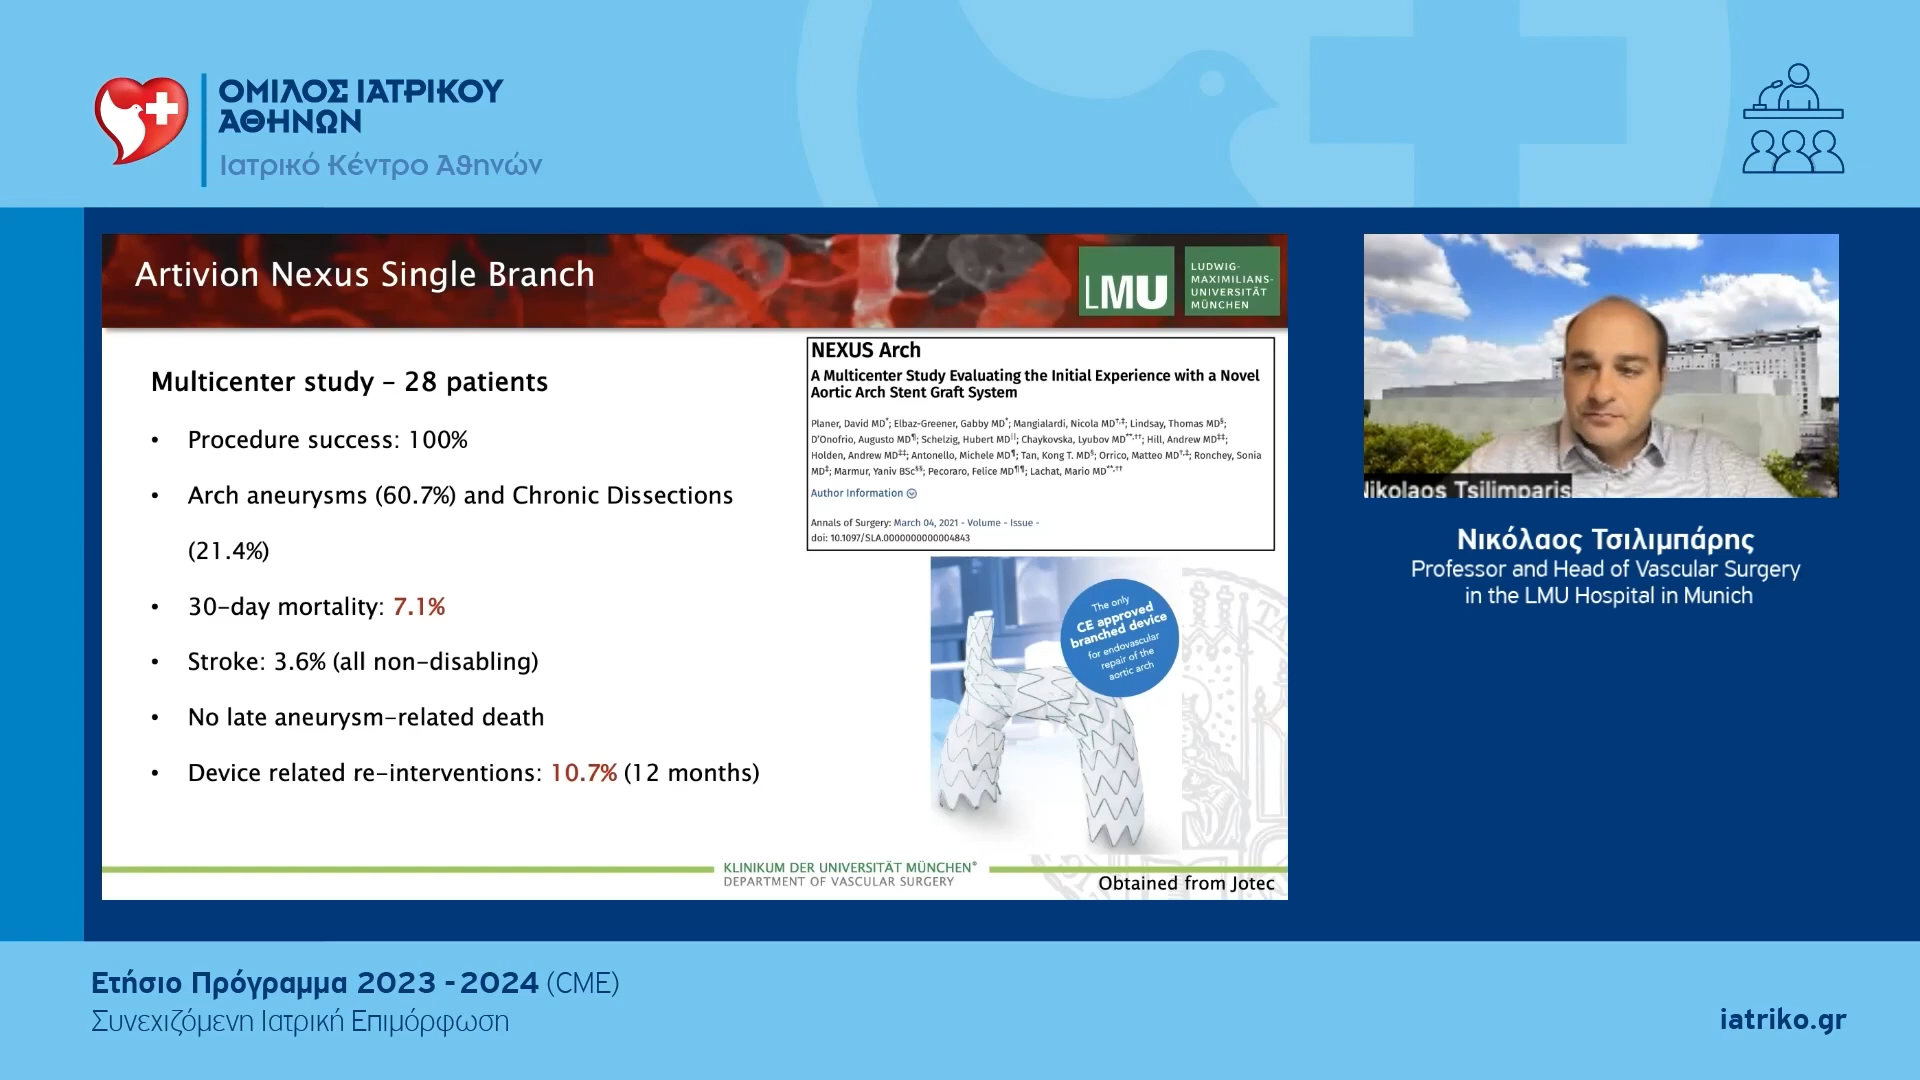 ΟΜΙΛΟΣ ΙΑΤΡΙΚΟΥ
ΑΘΗΝΩΝ
Ιατρικό Κέντρο Αθηνών
Artivion Nexus Single Branch
LMU
LUDWIG-
MAXIMILIANS-
UNIVERSITÄT
MÜNCHEN
Multicenter study – 28 patients
• Procedure success: 100%
• Arch aneurysms (60.7%) and Chronic Dissections
(21.4%)
• 30-day mortality: 7.1%
• Stroke: 3.6% (all non-disabling)
• No late aneurysm-related death
• Device related re-interventions: 10.7% (12 months)
NEXUS Arch
A Multicenter Study Evaluating the Initial Experience with a Novel
Aortic Arch Stent Graft System
Planer, David MD*; Elbaz-Greener, Gabby MD*; Mangialardi, Nicola MD†,‡; Lindsay, Thomas MD§;
D'Onofrio, Augusto MD¶; Schelzig, Hubert MD||; Chaykovska, Lyubov MD**,††; Hill, Andrew MD‡‡;
Holden, Andrew MD‡‡; Antonello, Michele MD¶; Tan, Kong T. MD§; Orrico, Matteo MD†,‡; Ronchey, Sonia
MD‡; Marmur, Yaniv BSc§§; Pecoraro, Felice MD¶¶; Lachat, Mario MD**,††
Author Information
Annals of Surgery: March 04, 2021 - Volume - Issue -
doi: 10.1097/SLA.0000000000004843
The only
CE approved
branched device
for endovascular
repair of the
aortic arch
KLINIKUM DER UNIVERSITÄT MÜNCHEN®
DEPARTMENT OF VASCULAR SURGERY
Obtained from Jotec
Nikolaos Tsilimparis
Νικόλαος Τσιλιμπάρης
Professor and Head of Vascular Surgery
in the LMU Hospital in Munich
Ετήσιο Πρόγραμμα 2023 - 2024 (CME)
Συνεχιζόμενη Ιατρική Επιμόρφωση
iatriko.gr